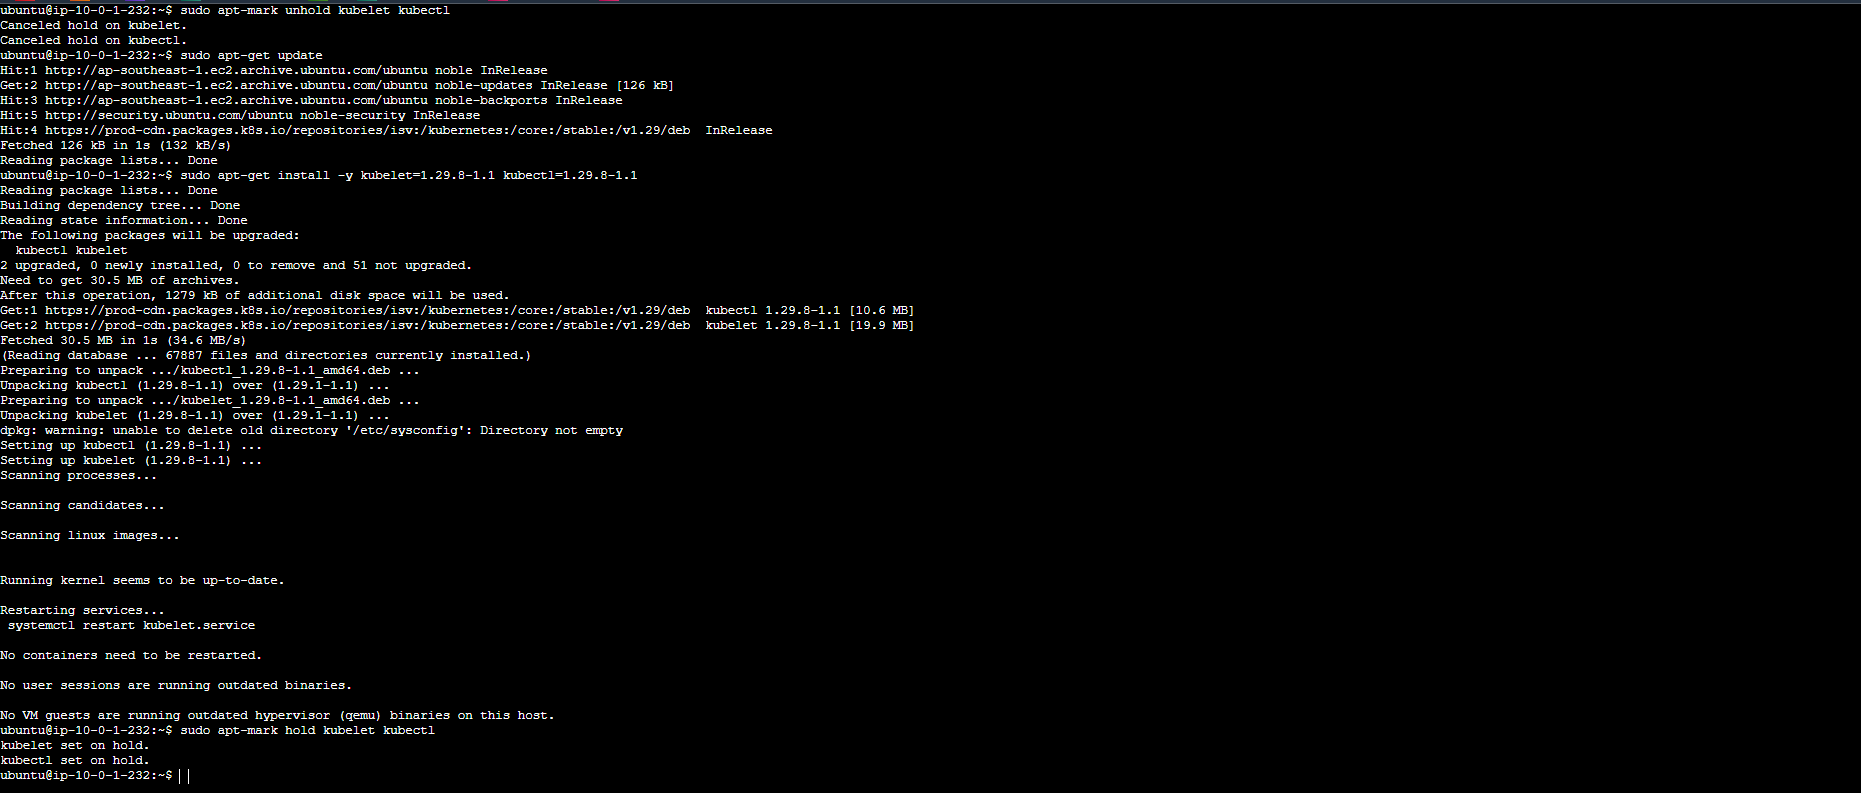 ubuntu@ip-10-0-1-232:~$ sudo apt-mark unhold kubelet kubectl
Canceled hold on kubelet.
Canceled hold on kubectl.
ubuntu@ip-10-0-1-232:~$ sudo apt-get update
Hit:1 http://ap-southeast-1.ec2.archive.ubuntu.com/ubuntu noble InRelease
Get:2 http://ap-southeast-1.ec2.archive.ubuntu.com/ubuntu noble-updates InRelease [126 kB]
Hit:3 http://ap-southeast-1.ec2.archive.ubuntu.com/ubuntu noble-backports InRelease
Hit:5 http://security.ubuntu.com/ubuntu noble-security InRelease
Hit:4 https://prod-cdn.packages.k8s.io/repositories/isv:/kubernetes:/core:/stable:/v1.29/deb  InRelease
Fetched 126 kB in 1s (132 kB/s)
Reading package lists... Done
ubuntu@ip-10-0-1-232:~$ sudo apt-get install -y kubelet=1.29.8-1.1 kubectl=1.29.8-1.1
Reading package lists... Done
Building dependency tree... Done
Reading state information... Done
The following packages will be upgraded:
  kubectl kubelet
2 upgraded, 0 newly installed, 0 to remove and 51 not upgraded.
Need to get 30.5 MB of archives.
After this operation, 1279 kB of additional disk space will be used.
Get:1 https://prod-cdn.packages.k8s.io/repositories/isv:/kubernetes:/core:/stable:/v1.29/deb  kubectl 1.29.8-1.1 [10.6 MB]
Get:2 https://prod-cdn.packages.k8s.io/repositories/isv:/kubernetes:/core:/stable:/v1.29/deb  kubelet 1.29.8-1.1 [19.9 MB]
Fetched 30.5 MB in 1s (34.6 MB/s)
(Reading database ... 67887 files and directories currently installed.)
Preparing to unpack .../kubectl_1.29.8-1.1_amd64.deb ...
Unpacking kubectl (1.29.8-1.1) over (1.29.1-1.1) ...
Preparing to unpack .../kubelet_1.29.8-1.1_amd64.deb ...
Unpacking kubelet (1.29.8-1.1) over (1.29.1-1.1) ...
dpkg: warning: unable to delete old directory '/etc/sysconfig': Directory not empty
Setting up kubectl (1.29.8-1.1) ...
Setting up kubelet (1.29.8-1.1) ...
Scanning processes...
Scanning candidates...
Scanning linux images...
Running kernel seems to be up-to-date.
Restarting services...
 systemctl restart kubelet.service
No containers need to be restarted.
No user sessions are running outdated binaries.
No VM guests are running outdated hypervisor (qemu) binaries on this host.
ubuntu@ip-10-0-1-232:~$ sudo apt-mark hold kubelet kubectl
kubelet set on hold.
kubectl set on hold.
ubuntu@ip-10-0-1-232:~$